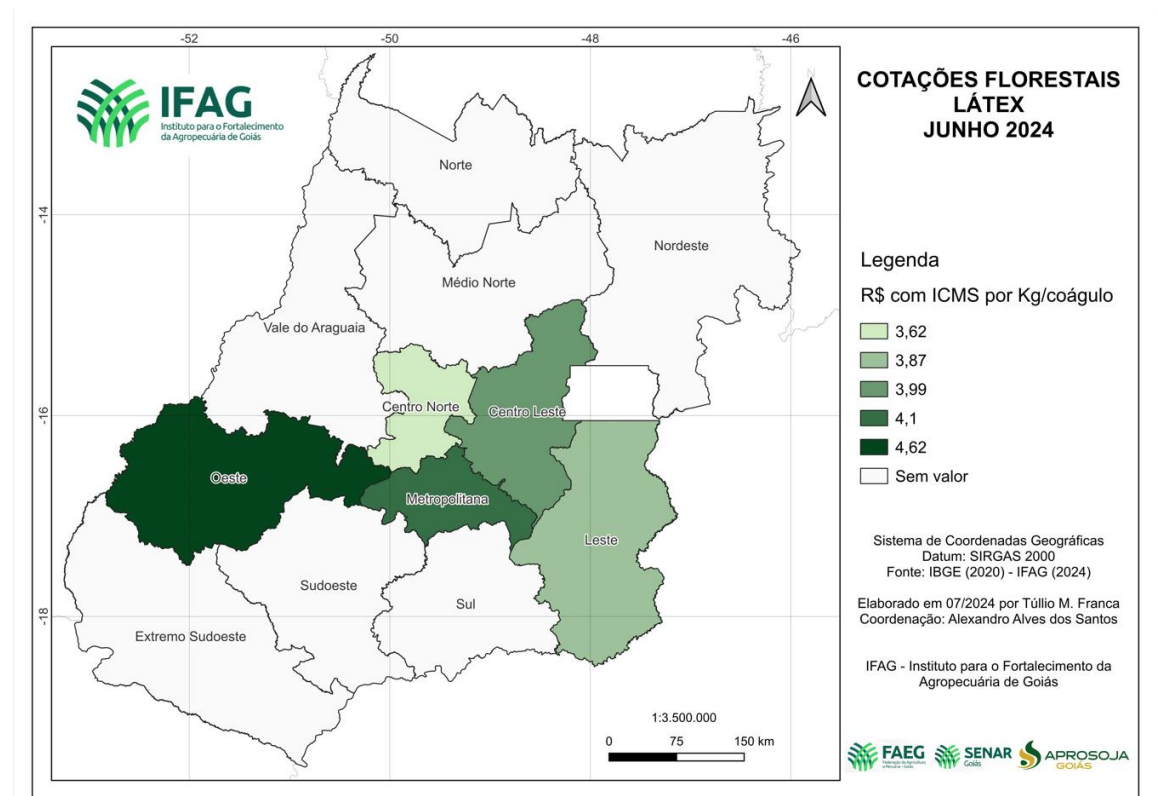 -52
-50
-48
-46
IFAG
Instituto para o Fortalecimento
da Agropecuária de Goiás
N
COTAÇÕES FLORESTAIS
LÁTEX
JUNHO 2024
-14
-16
-18
Norte
Nordeste
Médio Norte
Vale do Araguaia
Centro Norte
Centro Leste
Oeste
Metropolitana
Leste
Sudoeste
Sul
Extremo Sudoeste
Legenda
R$ com ICMS por Kg/coágulo
3,62
3,87
3,99
4,1
4,62
Sem valor
Sistema de Coordenadas Geográficas
Datum: SIRGAS 2000
Fonte: IBGE (2020) - IFAG (2024)
Elaborado em 07/2024 por Túllio M. Franca
Coordenação: Alexandro Alves dos Santos
IFAG - Instituto para o Fortalecimento da
Agropecuária de Goiás
1:3.500.000
0 75 150 km
FAEG
SENAR
Goiás
APROSOJA
GOIÁS